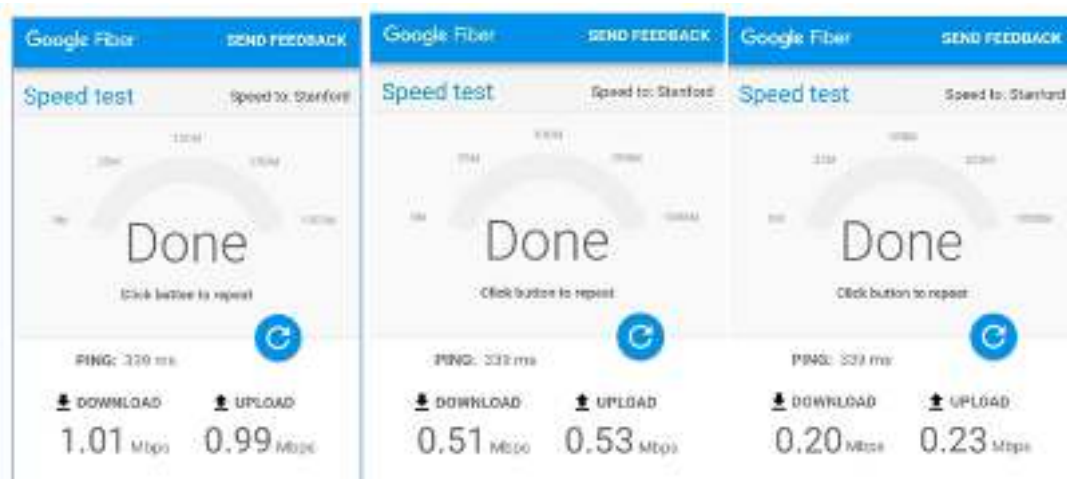 Google Fiber SEND FEEDBACK
Speed test Speed to: Stanford
Done
Click button to repeat
PING: 339 ms
DOWNLOAD UPLOAD
1.01 Mbps 0.99 Mbps
Google Fiber SEND FEEDBACK
Speed test Speed to: Stanford
Done
Click button to repeat
PING: ms
DOWNLOAD UPLOAD
0.51 Mbps 0.53 Mbps
Google Fiber SEND FEEDBACK
Speed test Speed to: Stanford
Done
Click button to repeat
PING: 339 ms
DOWNLOAD UPLOAD
0.20 Mbps 0.23 Mbps